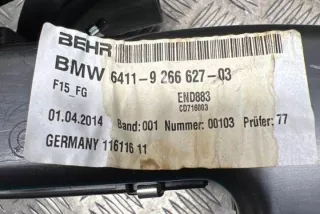 BEHR
BMW 6411-9 266 627-03
F15_FG
END883
CD716003
01.04.2014 Band: 001 Nummer: 00103 Prüfer: 77
GERMANY 116116 11